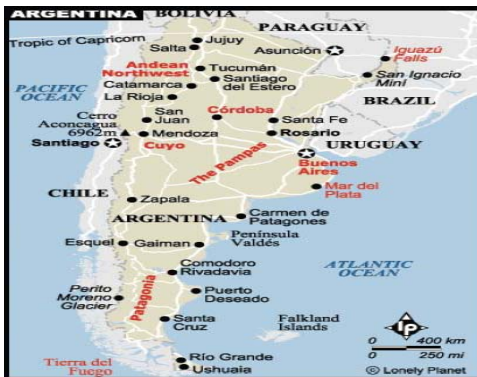 ARGENTINA
BOLIVIA
PARAGUAY
Tropic of Capricorn
Jujuy
Salta
Asunción
Iguazú
Falls
Andean
Northwest
Tucumán
Catamarca
Santiago
del Estero
San Ignacio
Miní
PACIFIC
OCEAN
La Rioja
BRAZIL
Cerro
Aconcagua
6962m
San
Juan
Córdoba
Santa Fe
Mendoza
Rosario
Santiago
Cuyo
URUGUAY
The Pampas
Buenos
Aires
CHILE
Mar del
Plata
Zapala
ARGENTINA
Carmen de
Patagones
Esquel
Gaiman
Península
Valdés
ATLANTIC
OCEAN
Comodoro
Rivadavia
Perito
Moreno
Glacier
Patagonia
Puerto
Deseado
Santa
Cruz
Falkland
Islands
lp
0 400 km
0 250 mi
Tierra del
Fuego
Río Grande
Ushuaia
© Lonely Planet